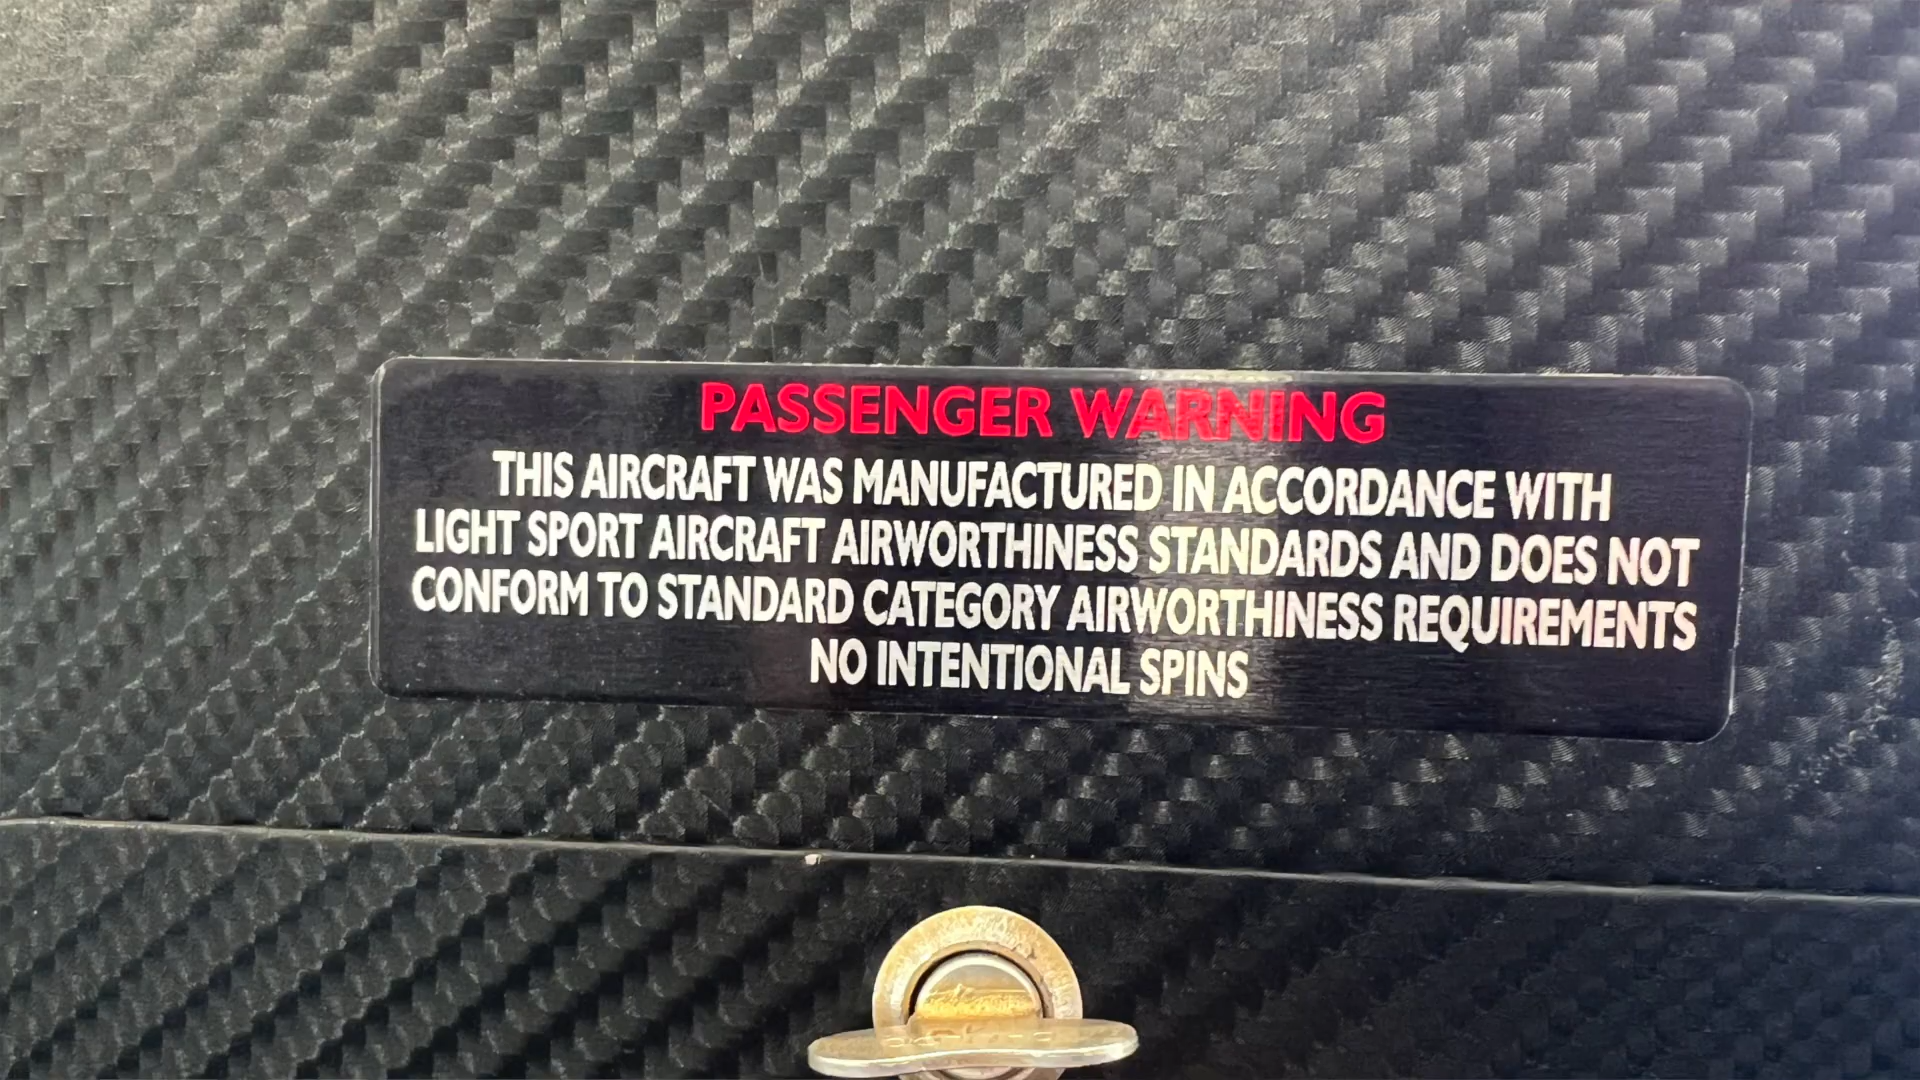 PASSENGER WARNING
THIS AIRCRAFT WAS MANUFACTURED IN ACCORDANCE WITH
LIGHT SPORT AIRCRAFT AIRWORTHINESS STANDARDS AND DOES NOT
CONFORM TO STANDARD CATEGORY AIRWORTHINESS REQUIREMENTS
NO INTENTIONAL SPINS